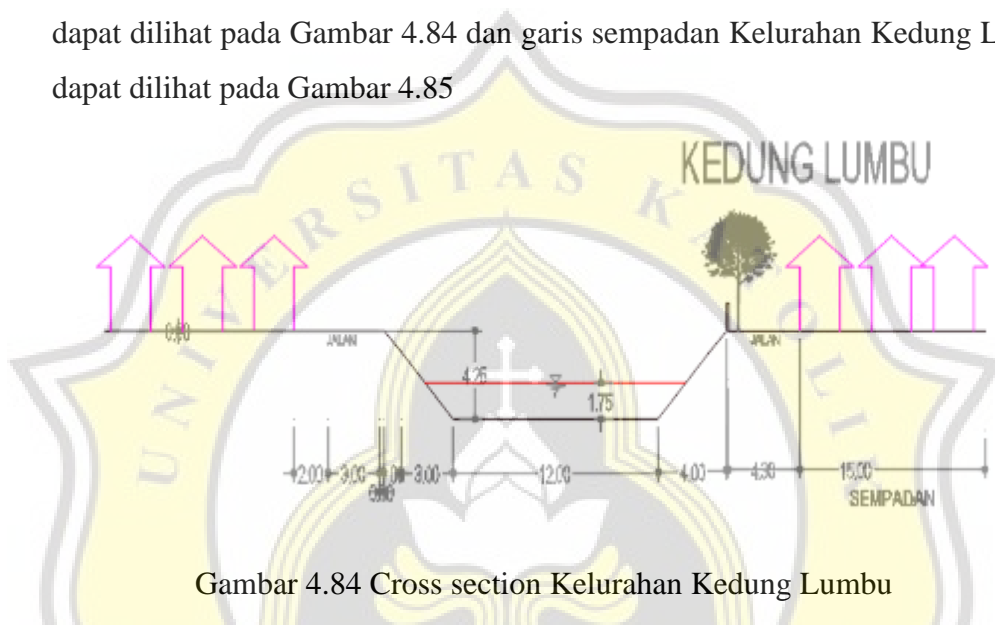 dapat dilihat pada Gambar 4.84 dan garis sempadan Kelurahan Kedung L
dapat dilihat pada Gambar 4.85
UNIVERSITAS KATOLI
KEDUNG LUMBU
JALAN
JALAN
4.25
1.75
2.00 3.00 3.00 12.00 4.00 4.30 15.00
SEMPADAN
Gambar 4.84 Cross section Kelurahan Kedung Lumbu